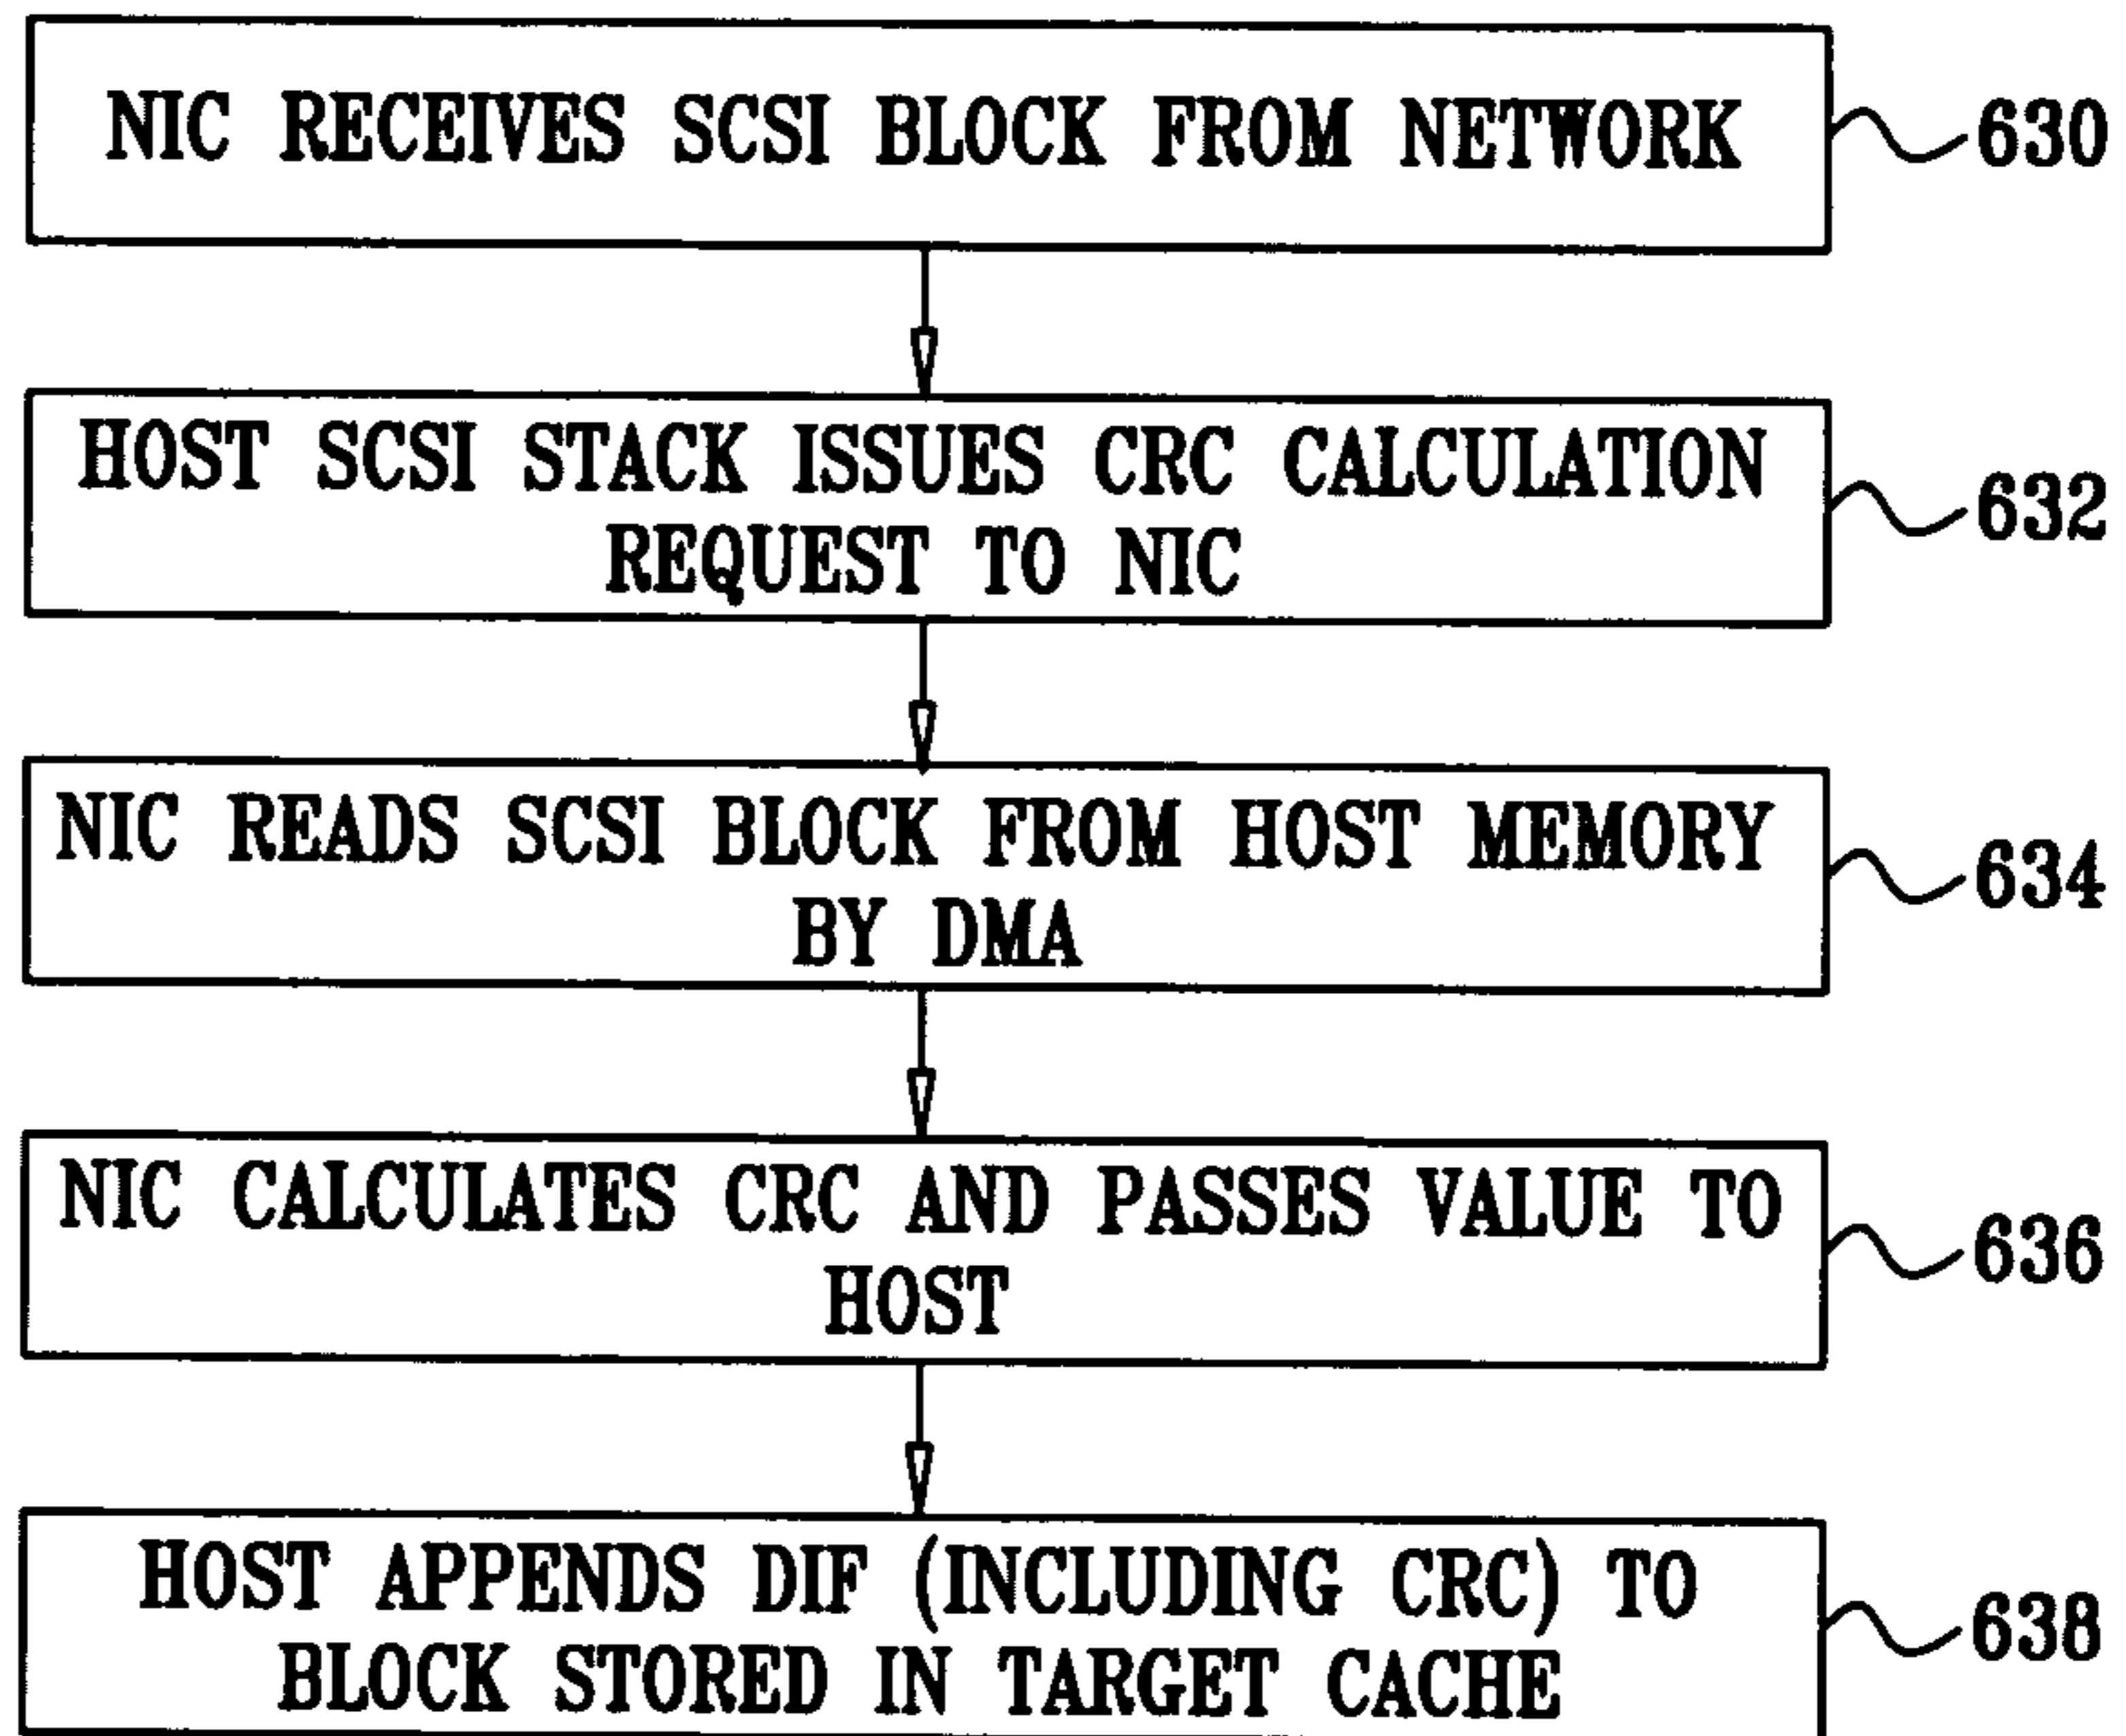 NIC RECEIVES SCSI BLOCK FROM NETWORK
630
HOST SCSI STACK ISSUES CRC CALCULATION
REQUEST TO NIC
632
NIC READS SCSI BLOCK FROM HOST MEMORY
BY DMA
634
NIC CALCULATES CRC AND PASSES VALUE TO
HOST
636
HOST APPENDS DIF (INCLUDING CRC) TO
BLOCK STORED IN TARGET CACHE
638